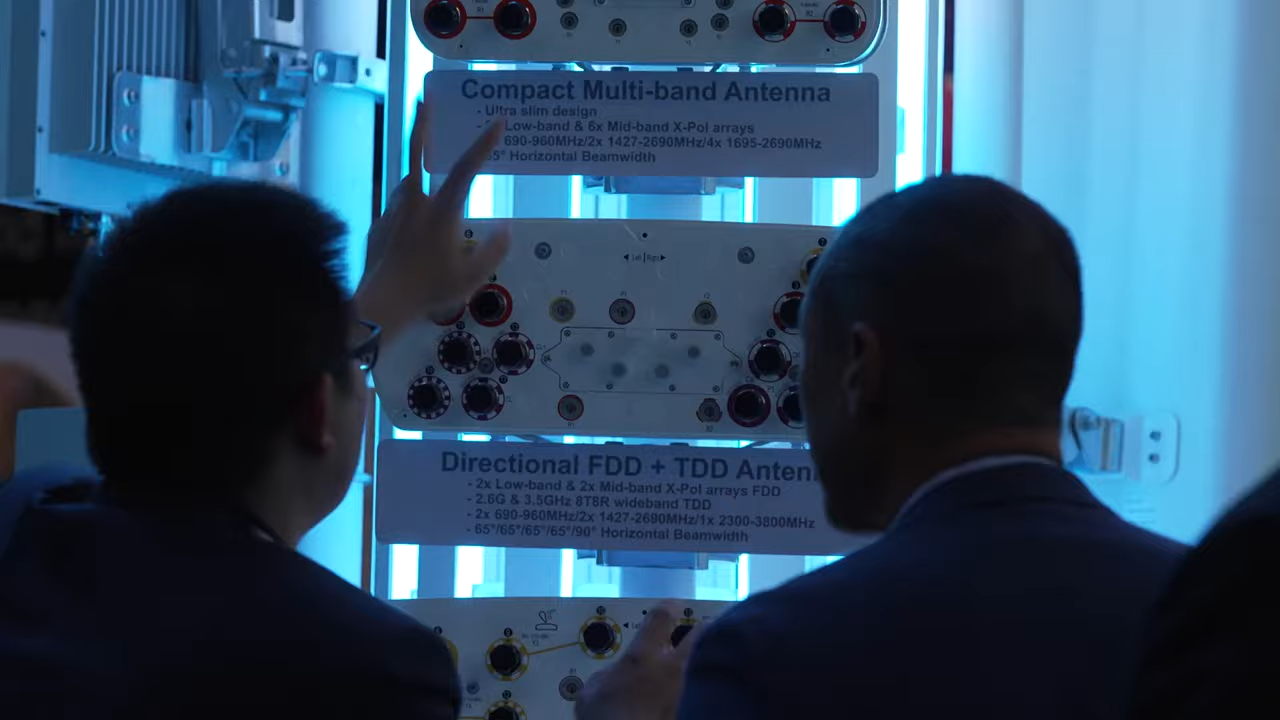 Compact Multi-band Antenna
- Ultra slim design
Low-band & 6x Mid-band X-Pol arrays
690-960MHz/2x 1427-2690MHz/4x 1695-2690MHz
Horizontal Beamwidth
Left Right
Directional FDD + TDD
- 2x Low-band & 2x Mid-band X-Pol arrays FDD
- 2.6G & 3.5GHz 8T8R wideband TDD
- 2x 690-960MHz/2x 1427-2690MHz/1x 2300-3800MHz
- 65°/65°/65°/65°/90° Horizontal Beamwidth